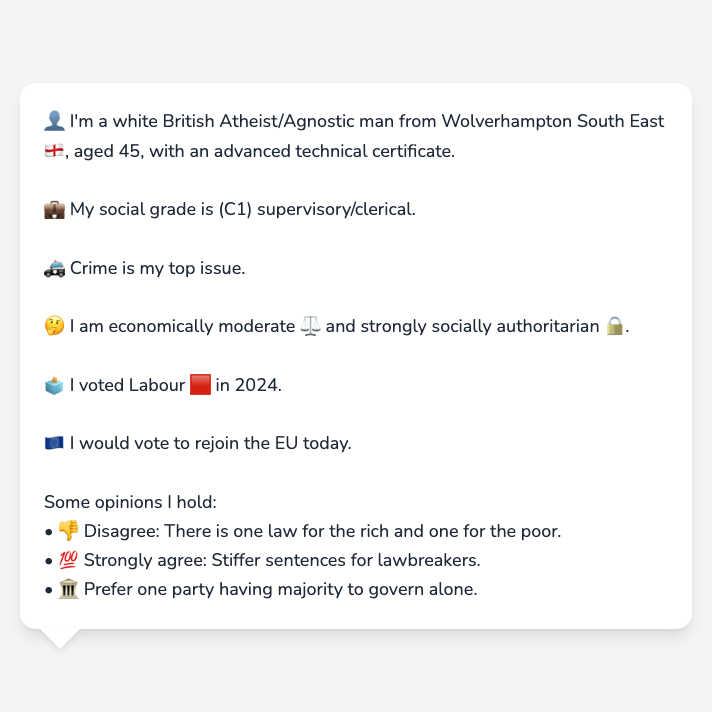 👤 I'm a white British Atheist/Agnostic man from Wolverhampton South East
🏴󠁧󠁢󠁥󠁮󠁧󠁿, aged 45, with an advanced technical certificate.
💼 My social grade is (C1) supervisory/clerical.
🚓 Crime is my top issue.
🤔 I am economically moderate ⚖️ and strongly socially authoritarian 🔒.
🗳️ I voted Labour 🟥 in 2024.
🇪🇺 I would vote to rejoin the EU today.
Some opinions I hold:
• 👎 Disagree: There is one law for the rich and one for the poor.
• 💯 Strongly agree: Stiffer sentences for lawbreakers.
• 🏛️ Prefer one party having majority to govern alone.